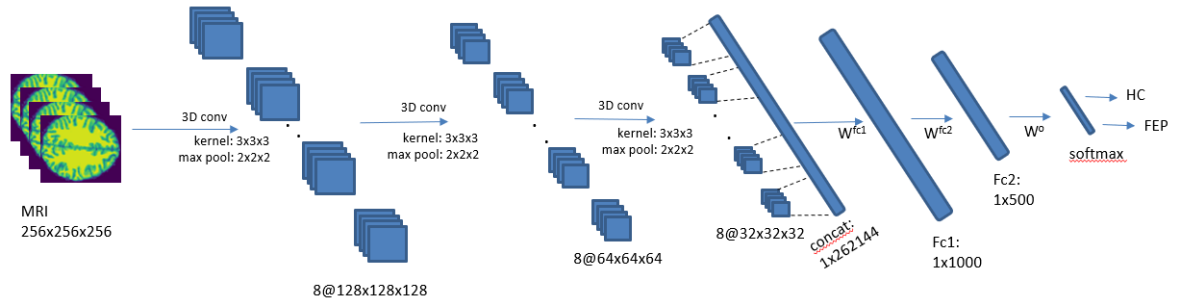 MRI
256x256x256
3D conv
kernel: 3x3x3
max pool: 2x2x2
8@128x128x128
3D conv
kernel: 3x3x3
max pool: 2x2x2
8@64x64x64
3D conv
kernel: 3x3x3
max pool: 2x2x2
8@32x32x32
concat:
1x262144
W^fc1
Fc1:
1x1000
W^fc2
Fc2:
1x500
W^o
softmax
HC
FEP